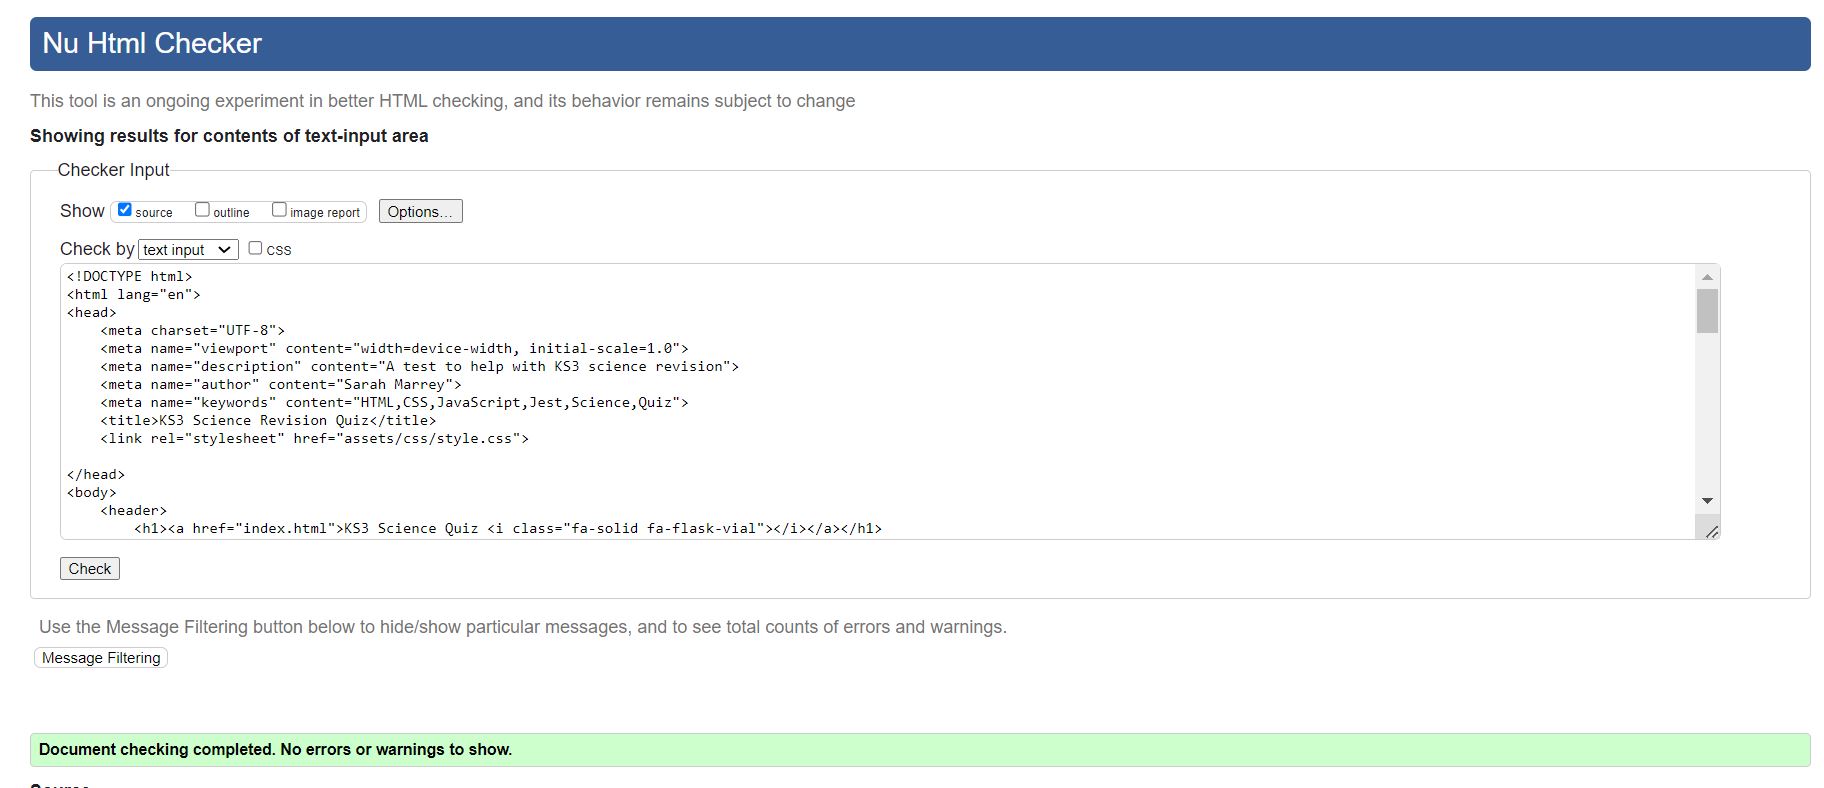 Nu Html Checker
This tool is an ongoing experiment in better HTML checking, and its behavior remains subject to change
Showing results for contents of text-input area
Checker Input
Show source outline image report Options...
Check by text input css
<!DOCTYPE html>
<html lang="en">
<head>
    <meta charset="UTF-8">
    <meta name="viewport" content="width=device-width, initial-scale=1.0">
    <meta name="description" content="A test to help with KS3 science revision">
    <meta name="author" content="Sarah Marrey">
    <meta name="keywords" content="HTML,CSS,JavaScript,Jest,Science,Quiz">
    <title>KS3 Science Revision Quiz</title>
    <link rel="stylesheet" href="assets/css/style.css">
</head>
<body>
    <header>
        <h1><a href="index.html">KS3 Science Quiz <i class="fa-solid fa-flask-vial"></i></a></h1>
Check
Use the Message Filtering button below to hide/show particular messages, and to see total counts of errors and warnings.
Message Filtering
Document checking completed. No errors or warnings to show.